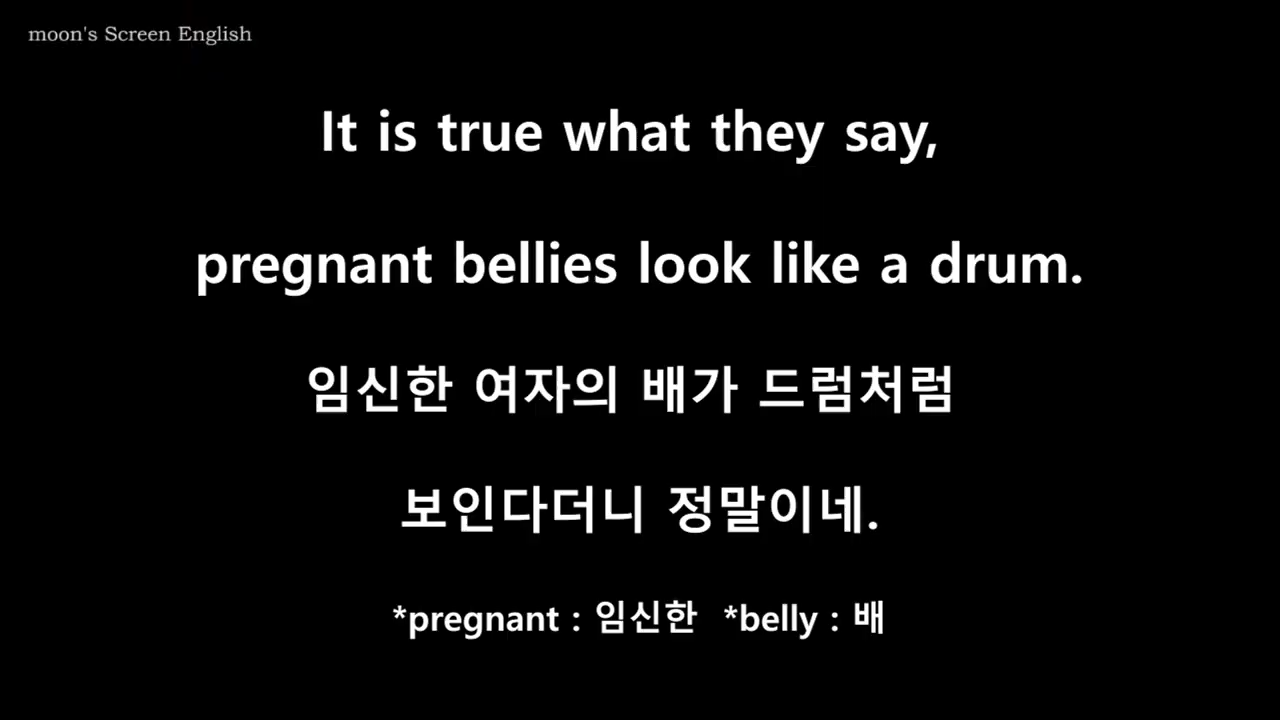 moon's Screen English
It is true what they say,
pregnant bellies look like a drum.
임신한 여자의 배가 드럼처럼
보인다더니 정말이네.
*pregnant : 임신한 *belly : 배